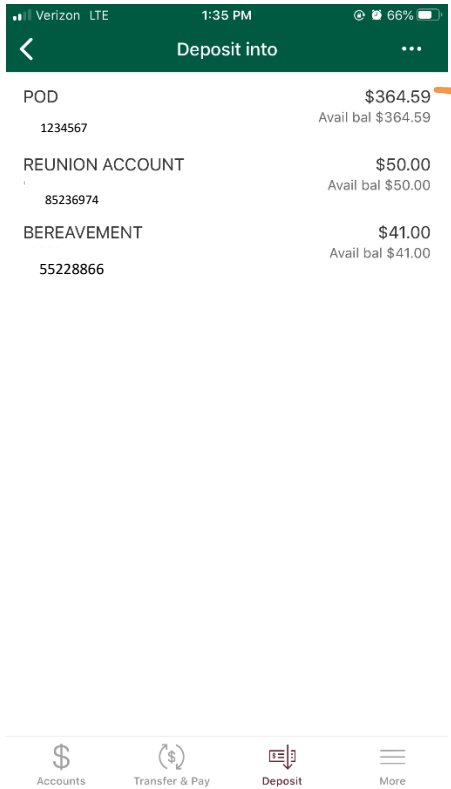 Verizon LTE 1:35 PM 66%
Deposit into
POD $364.59
Avail bal $364.59
1234567
REUNION ACCOUNT $50.00
Avail bal $50.00
85236974
BEREAVEMENT $41.00
Avail bal $41.00
55228866
Accounts Transfer & Pay Deposit More